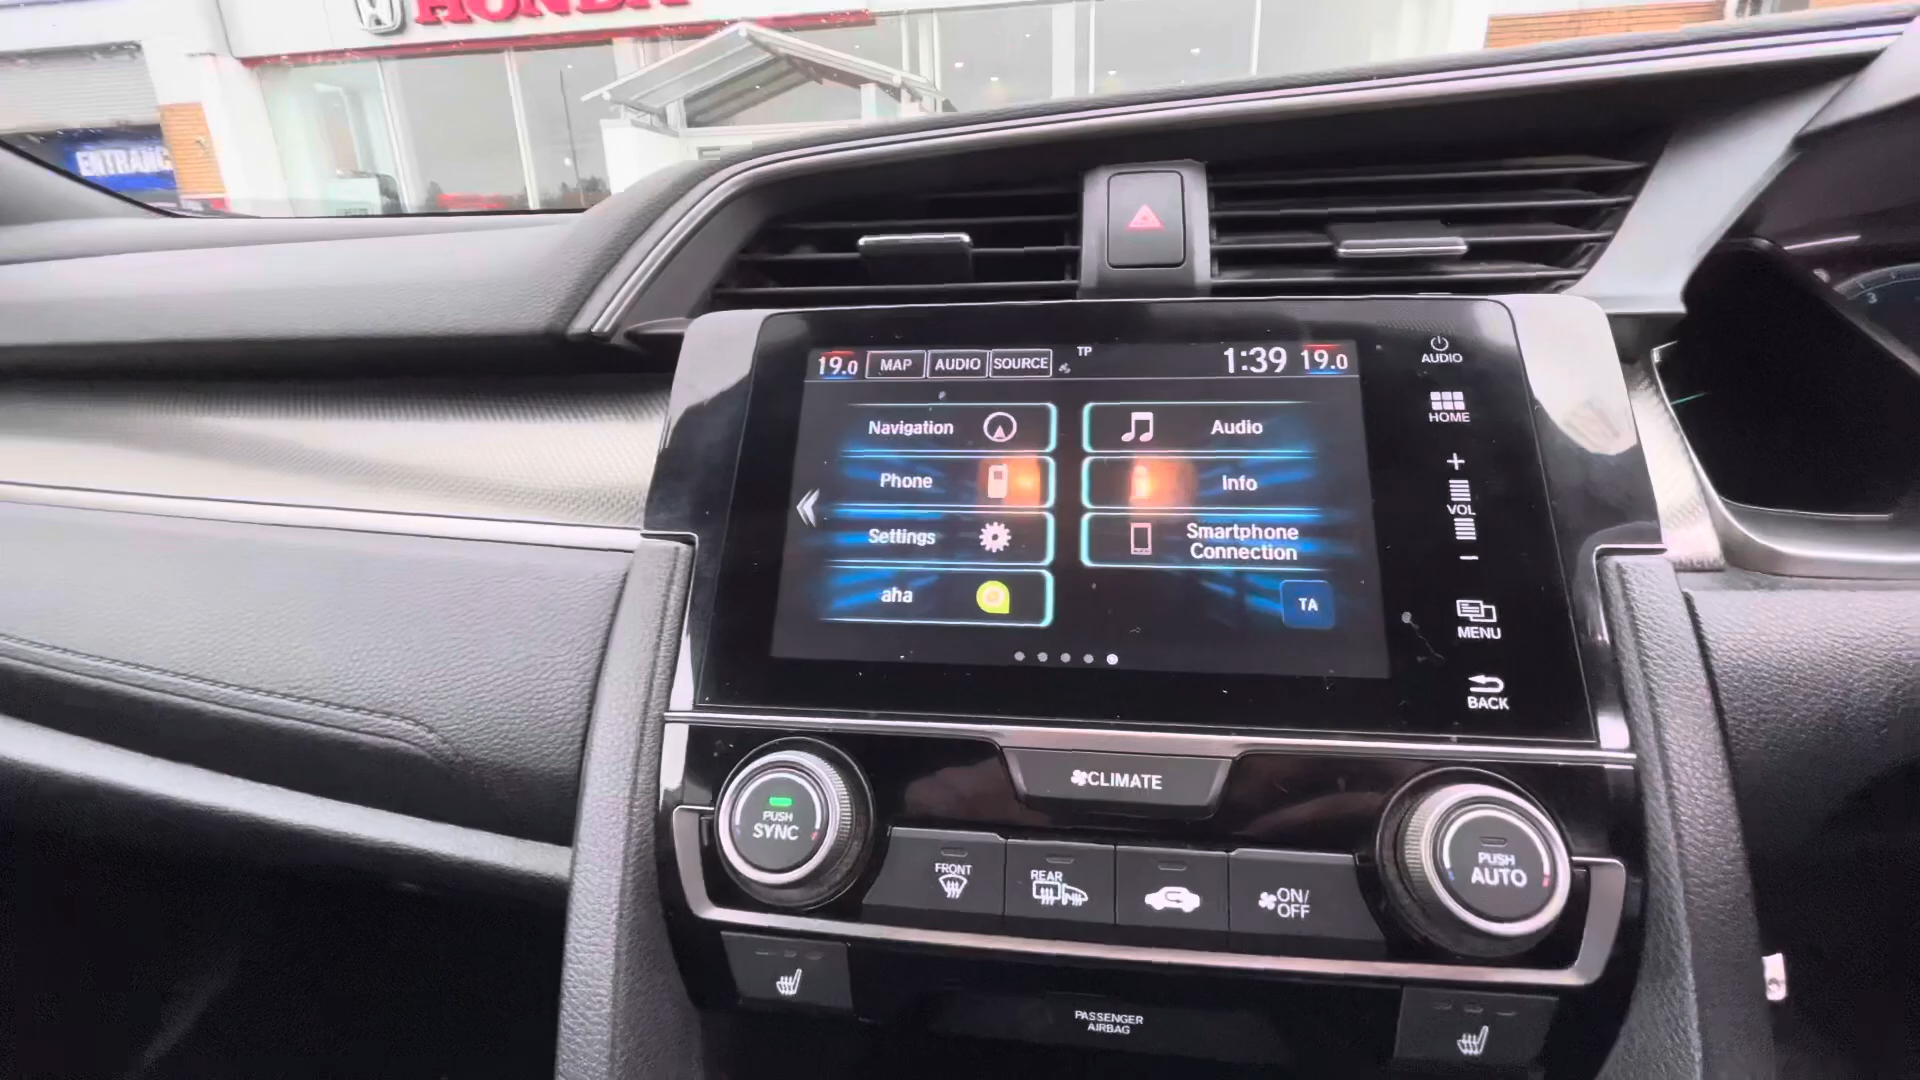 HONDA
ENTRANC
19.0 MAP AUDIO SOURCE TP 1:39 19.0
AUDIO
HOME
Navigation
Audio
Phone
Info
Settings
Smartphone
Connection
aha
TA
+
VOL
−
MENU
BACK
CLIMATE
PUSH
SYNC
FRONT
REAR
ON/
OFF
PUSH
AUTO
PASSENGER
AIRBAG
3